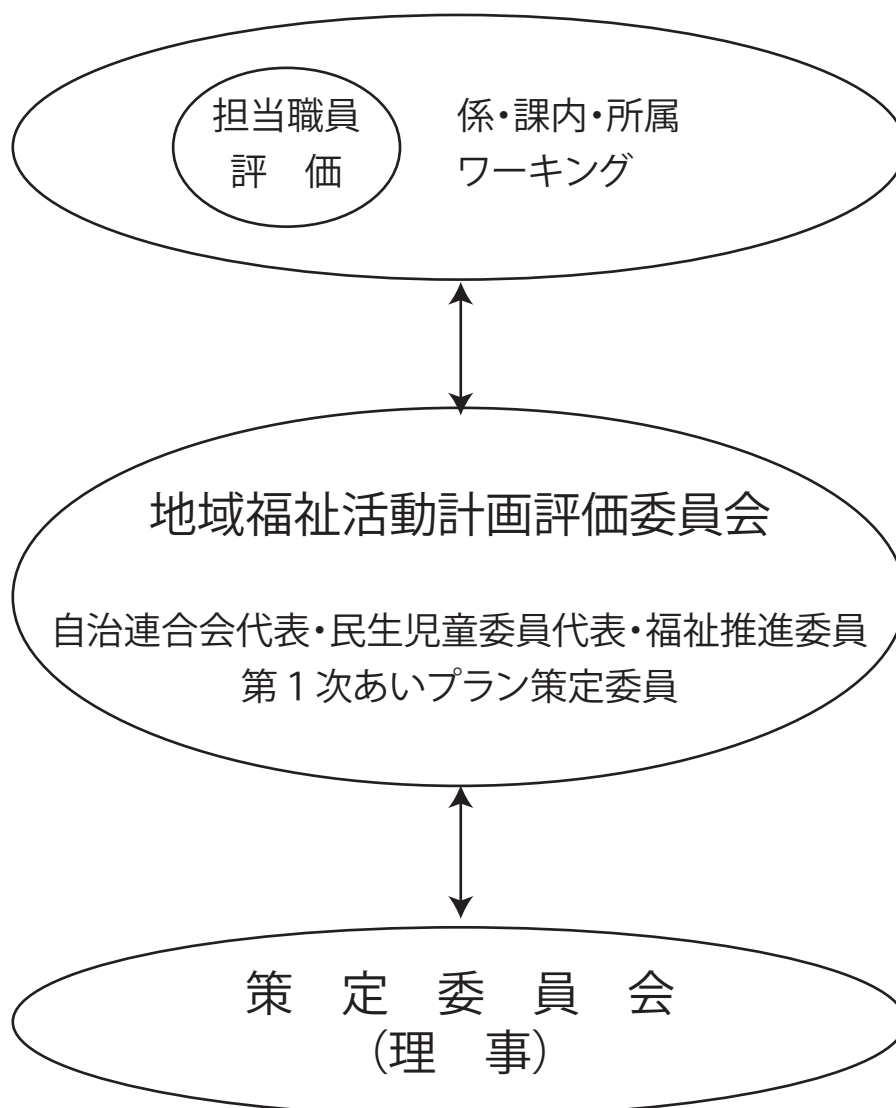 担当職員
評　価
係・課内・所属
ワーキング
地域福祉活動計画評価委員会
自治連合会代表・民生児童委員代表・福祉推進委員
第1次あいプラン策定委員
策　定　委　員　会
（理　事）